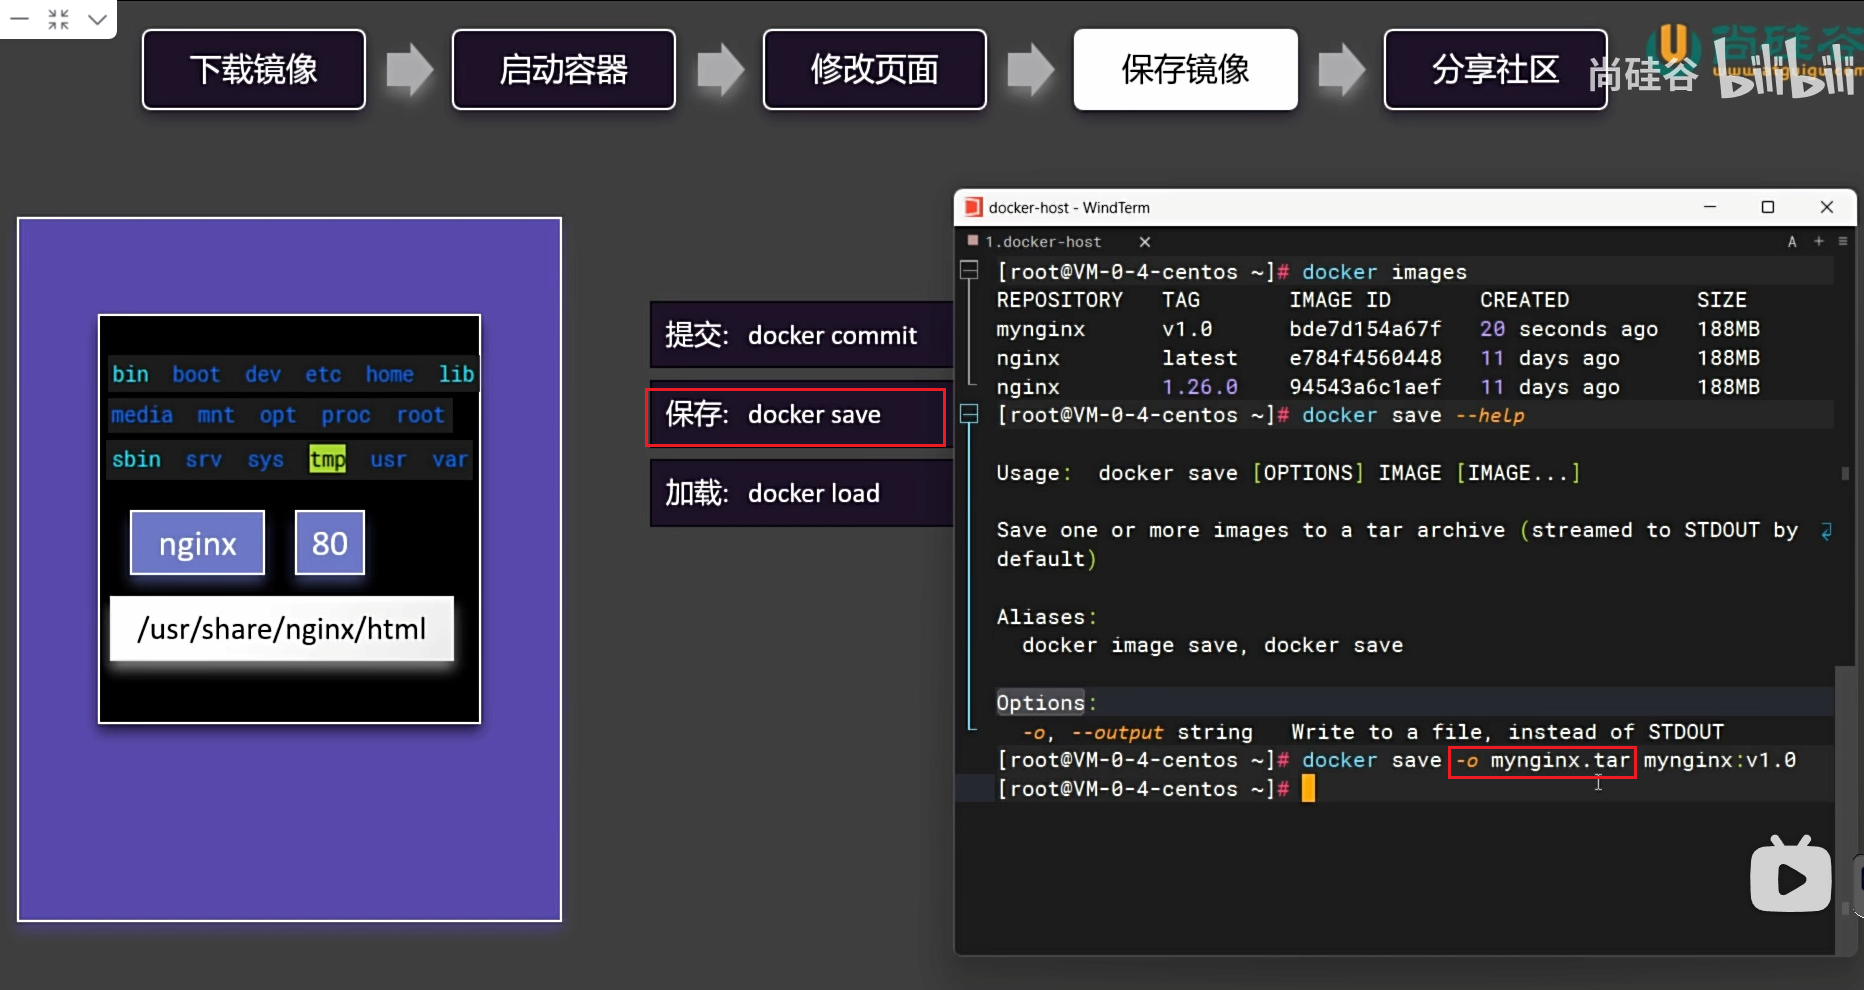 下载镜像
启动容器
修改页面
保存镜像
分享社区
尚硅谷
bilibili
bin boot dev etc home lib
media mnt opt proc root
sbin srv sys tmp usr var
nginx 80
/usr/share/nginx/html
提交: docker commit
保存: docker save
加载: docker load
docker-host - WindTerm
1.docker-host
A
[root@VM-0-4-centos ~]# docker images
REPOSITORY TAG IMAGE ID CREATED SIZE
mynginx v1.0 bde7d154a67f 20 seconds ago 188MB
nginx latest e784f4560448 11 days ago 188MB
nginx 1.26.0 94543a6c1aef 11 days ago 188MB
[root@VM-0-4-centos ~]# docker save --help
Usage: docker save [OPTIONS] IMAGE [IMAGE...]
Save one or more images to a tar archive (streamed to STDOUT by
default)
Aliases:
docker image save, docker save
Options:
-o, --output string Write to a file, instead of STDOUT
[root@VM-0-4-centos ~]# docker save -o mynginx.tar mynginx:v1.0
[root@VM-0-4-centos ~]#